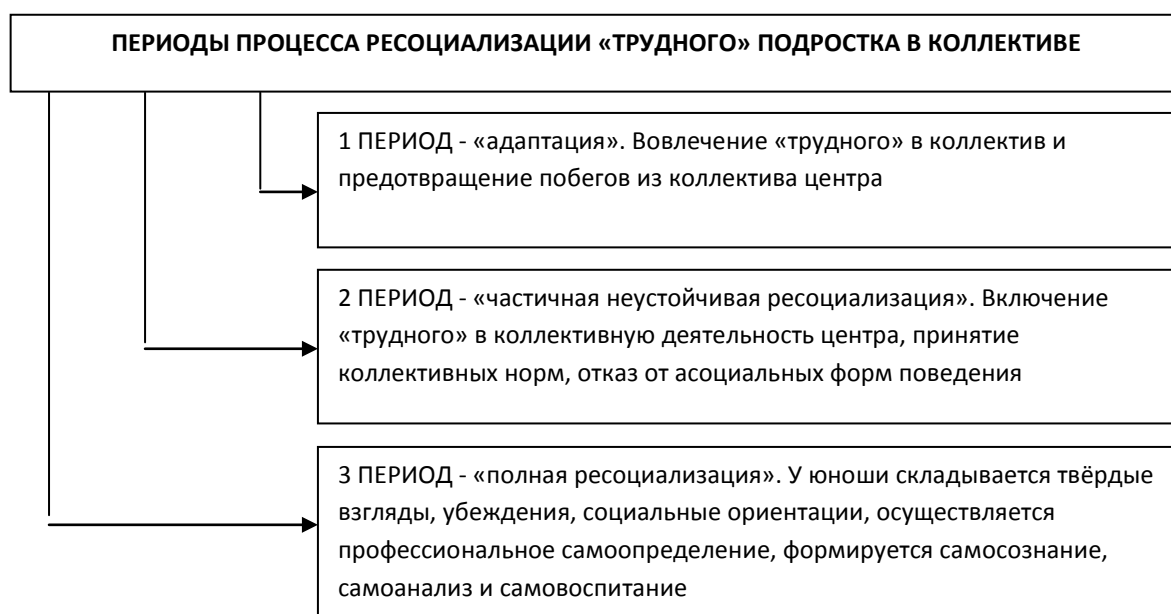 ПЕРИОДЫ ПРОЦЕССА РЕСОЦИАЛИЗАЦИИ «ТРУДНОГО» ПОДРОСТКА В КОЛЛЕКТИВЕ
1 ПЕРИОД - «адаптация». Вовлечение «трудного» в коллектив и
предотвращение побегов из коллектива центра
2 ПЕРИОД - «частичная неустойчивая ресоциализация». Включение
«трудного» в коллективную деятельность центра, принятие
коллективных норм, отказ от асоциальных форм поведения
3 ПЕРИОД - «полная ресоциализация». У юноши складывается твёрдые
взгляды, убеждения, социальные ориентации, осуществляется
профессиональное самоопределение, формируется самосознание,
самоанализ и самовоспитание